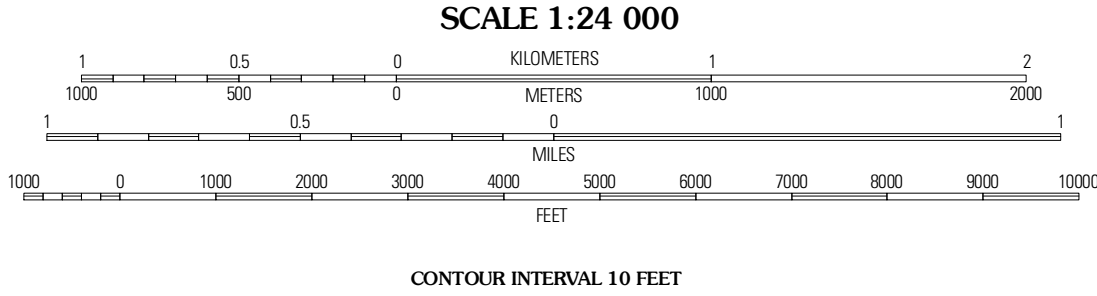 SCALE 1:24 000
1 0.5 0 KILOMETERS 1 2
1000 500 0 METERS 1000 2000
1 0.5 0 1
MILES
1000 0 1000 2000 3000 4000 5000 6000 7000 8000 9000 10000
FEET
CONTOUR INTERVAL 10 FEET